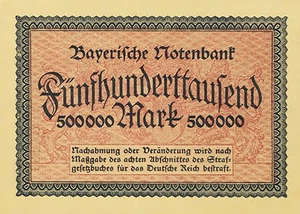 Bayerische Notenbank
Fünfhunderttausend
500000 Mark 500000
Nachahmung oder Veränderung wird nach
Maßgabe des achten Abschnittes des Straf-
gesetzbuches für das Deutsche Reich bestraft.